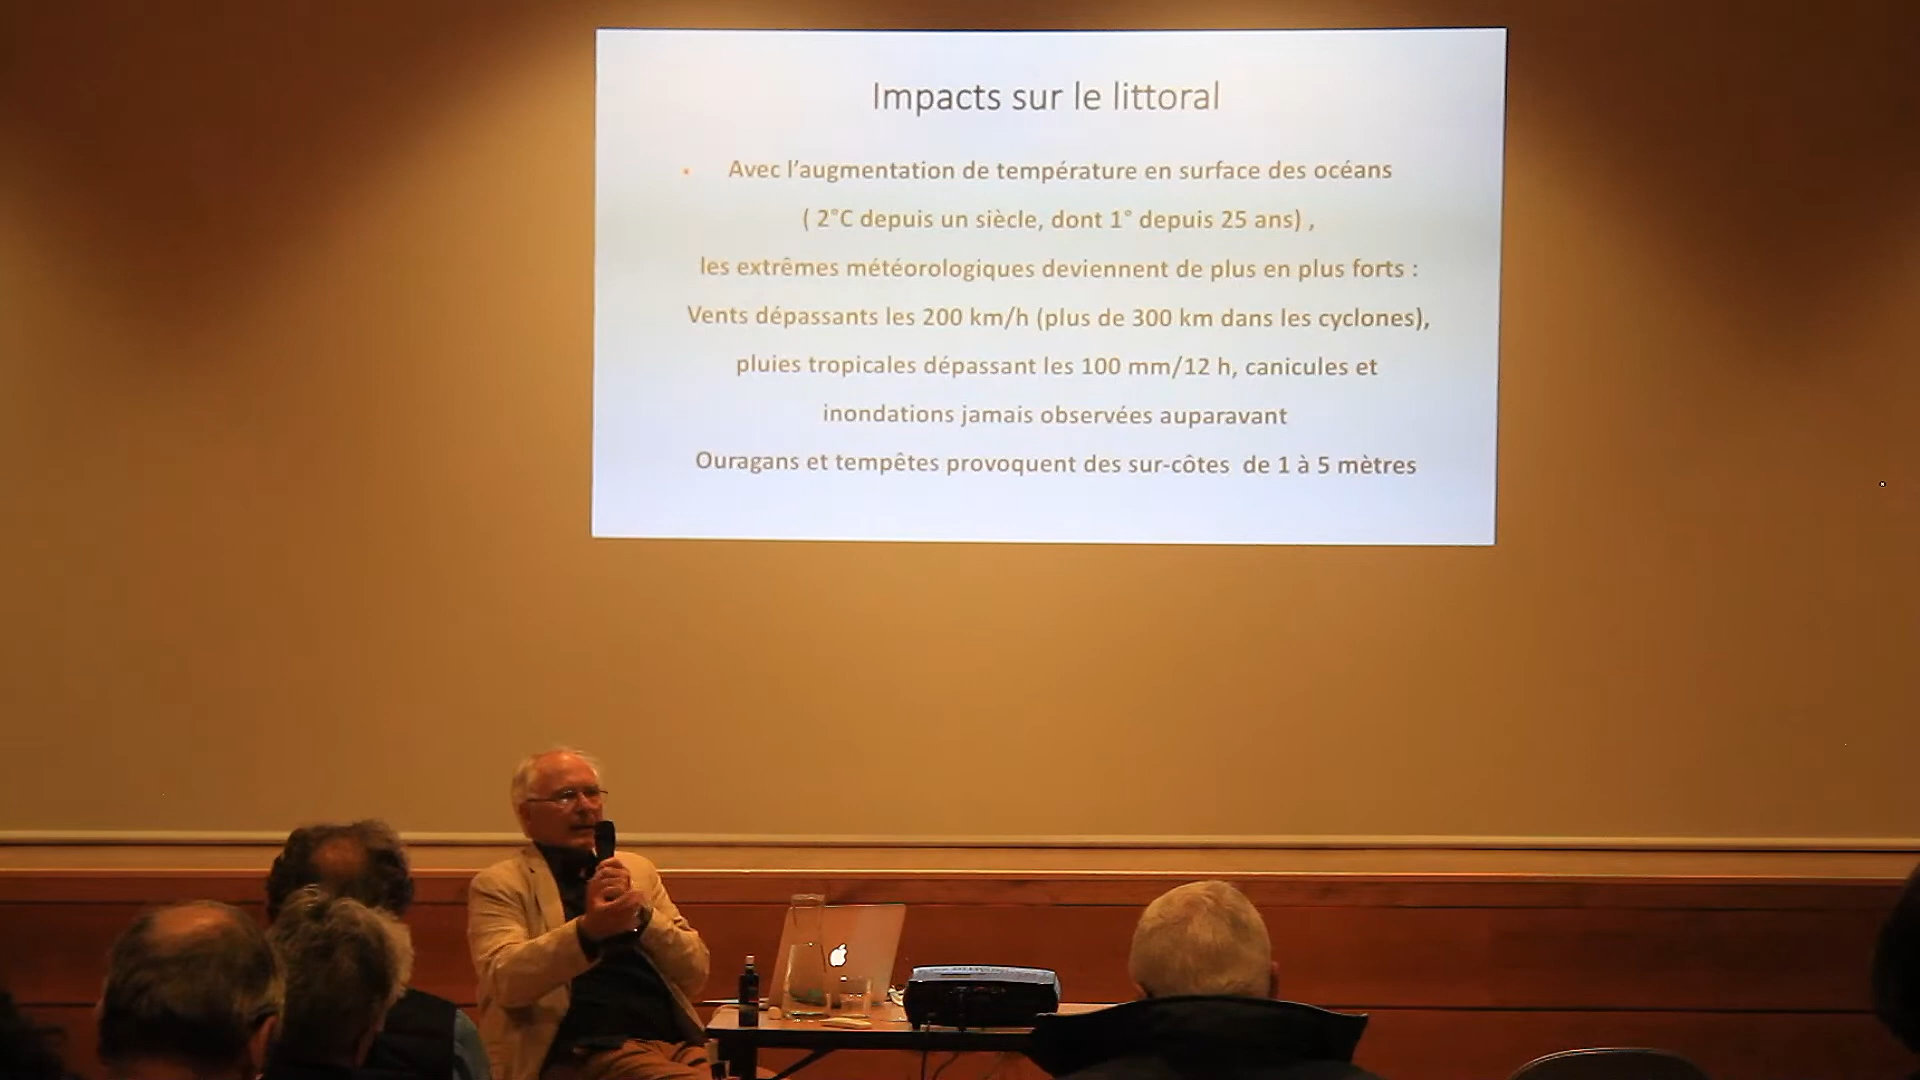 Impacts sur le littoral
• Avec l’augmentation de température en surface des océans
( 2°C depuis un siècle, dont 1° depuis 25 ans) ,
les extrêmes météorologiques deviennent de plus en plus forts :
Vents dépassants les 200 km/h (plus de 300 km dans les cyclones),
pluies tropicales dépassant les 100 mm/12 h, canicules et
inondations jamais observées auparavant
Ouragans et tempêtes provoquent des sur-côtes de 1 à 5 mètres